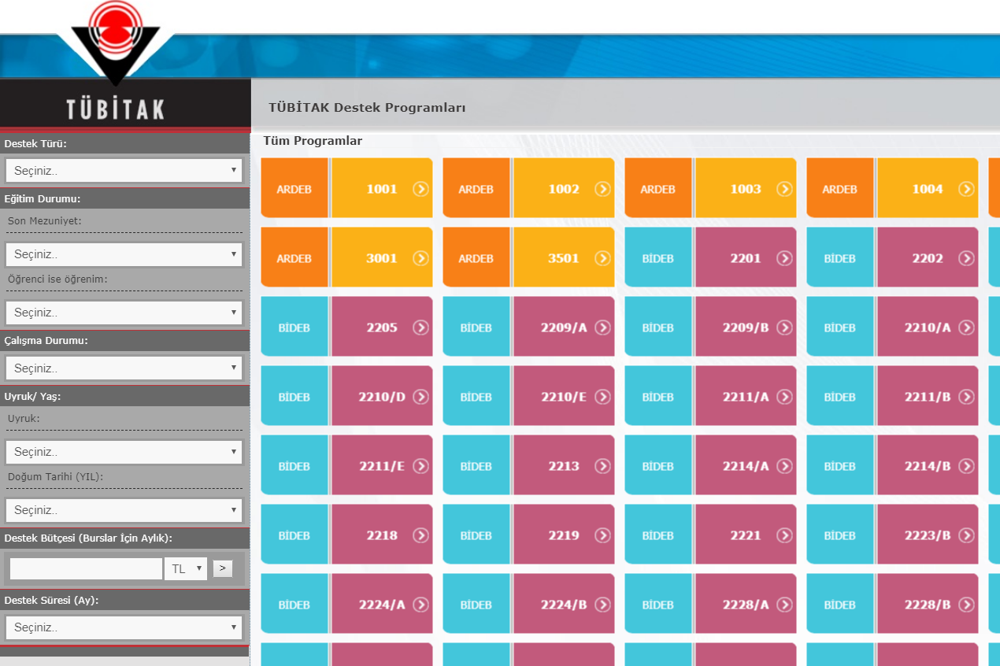 TÜBİTAK
Destek Türü:
Seçiniz..
Eğitim Durumu:
Son Mezuniyet:
Seçiniz..
Öğrenci ise öğrenim:
Seçiniz..
Çalışma Durumu:
Seçiniz..
Uyruk/ Yaş:
Uyruk:
Seçiniz..
Doğum Tarihi (YIL):
Seçiniz..
Destek Bütçesi (Burslar İçin Aylık):
TL >
Destek Süresi (Ay):
Seçiniz..
TÜBİTAK Destek Programları
Tüm Programlar
ARDEB 1001 ARDEB 1002 ARDEB 1003 ARDEB 1004
ARDEB 3001 ARDEB 3501 BİDEB 2201 BİDEB 2202
BİDEB 2205 BİDEB 2209/A BİDEB 2209/B BİDEB 2210/A
BİDEB 2210/D BİDEB 2210/E BİDEB 2211/A BİDEB 2211/B
BİDEB 2211/E BİDEB 2213 BİDEB 2214/A BİDEB 2214/B
BİDEB 2218 BİDEB 2219 BİDEB 2221 BİDEB 2223/B
BİDEB 2224/A BİDEB 2224/B BİDEB 2228/A BİDEB 2228/B